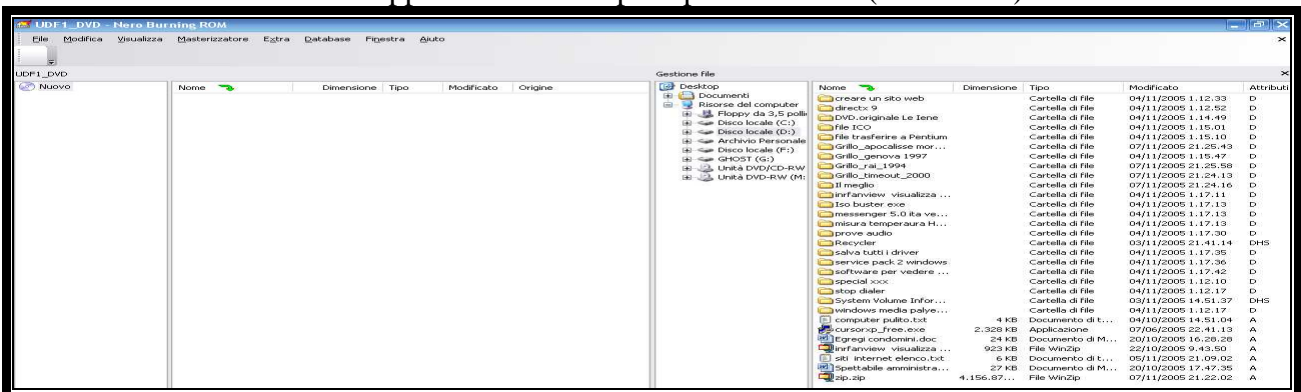 UDF1_DVD - Nero Burning ROM
File Modifica Visualizza Masterizzatore Extra Database Finestra Aiuto
UDF1_DVD
Gestione file
Nuovo
Nome Dimensione Tipo Modificato Origine
Desktop
Documenti
Risorse del computer
Floppy da 3,5 polli
Disco locale (C:)
Disco locale (D:)
Archivio Personale
Disco locale (F:)
GHOST (G:)
Unità DVD/CD-RW
Unità DVD-RW (M:
Nome Dimensione Tipo Modificato Attributi
creare un sito web Cartella di file 04/11/2005 1.12.33 D
directx 9 Cartella di file 04/11/2005 1.12.52 D
DVD.originale Le Iene Cartella di file 04/11/2005 1.14.49 D
file ICO Cartella di file 04/11/2005 1.15.01 D
file trasferire a Pentium Cartella di file 04/11/2005 1.15.10 D
Grillo_apocalisse mor... Cartella di file 07/11/2005 21.25.43 D
Grillo_genova 1997 Cartella di file 04/11/2005 1.15.47 D
Grillo_rai_1994 Cartella di file 07/11/2005 21.25.58 D
Grillo_timeout_2000 Cartella di file 07/11/2005 21.24.13 D
Il meglio Cartella di file 07/11/2005 21.24.16 D
inrfanview visualizza ... Cartella di file 04/11/2005 1.17.11 D
Iso buster exe Cartella di file 04/11/2005 1.17.13 D
messenger 5.0 ita ve... Cartella di file 04/11/2005 1.17.13 D
misura temperaura H... Cartella di file 04/11/2005 1.17.13 D
prove audio Cartella di file 04/11/2005 1.17.30 D
Recycler Cartella di file 03/11/2005 21.41.14 DHS
salva tutti i driver Cartella di file 04/11/2005 1.17.35 D
service pack 2 windows Cartella di file 04/11/2005 1.17.36 D
software per vedere ... Cartella di file 04/11/2005 1.17.42 D
special xxx Cartella di file 04/11/2005 1.12.10 D
stop dialer Cartella di file 04/11/2005 1.12.17 D
System Volume Infor... Cartella di file 03/11/2005 14.51.37 DHS
windows media palye... Cartella di file 04/11/2005 1.12.17 D
computer pulito.txt 4 KB Documento di t... 04/10/2005 14.51.04 A
cursorxp_free.exe 2.328 KB Applicazione 07/06/2005 22.41.13 A
Egregi condomini.doc 24 KB Documento di M... 20/10/2005 16.28.28 A
inrfanview visualizza ... 923 KB File WinZip 22/10/2005 9.43.50 A
siti internet elenco.txt 6 KB Documento di t... 05/11/2005 21.09.02 A
Spettabile amministra... 27 KB Documento di M... 20/10/2005 17.47.35 A
zip.zip 4.156.87... File WinZip 07/11/2005 21.22.02 A